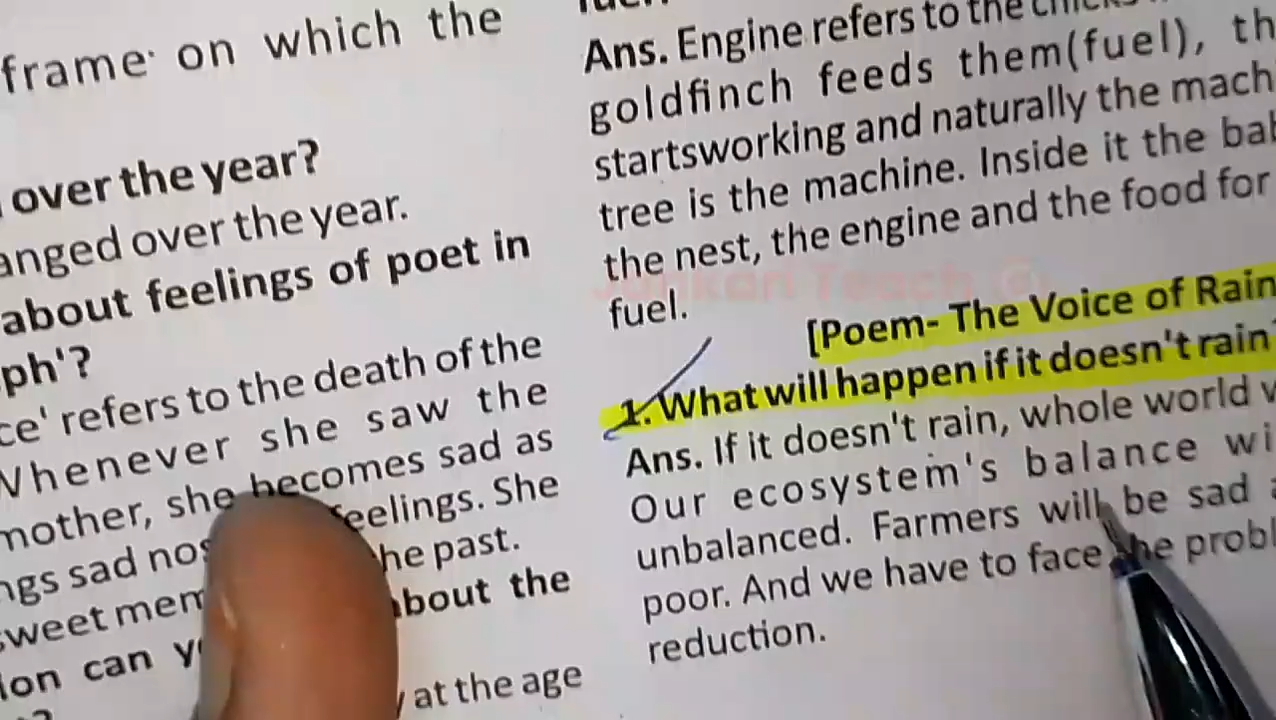 frame on which the
over the year?
anged over the year.
about feelings of poet in
ph'?
ce' refers to the death of the
Whenever she saw the
mother, she becomes sad as
ngs sad nos feelings. She
sweet mem he past.
ion can y about the
at the age
Ans. Engine refers to the chicks
goldfinch feeds them(fuel), th
startsworking and naturally the mach
tree is the machine. Inside it the bab
the nest, the engine and the food for
fuel.
[Poem- The Voice of Rain
1. What will happen if it doesn't rain
Ans. If it doesn't rain, whole world w
Our ecosystem's balance wi
unbalanced. Farmers will be sad a
poor. And we have to face the probl
reduction.